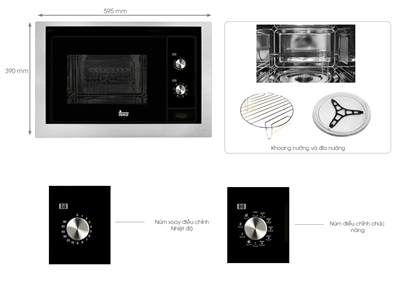 595 mm
390 mm
Teka
Khoang nướng vỏ đĩa nướng
Núm xoay điều chỉnh
Nhiệt độ
Núm điều chỉnh chức
năng